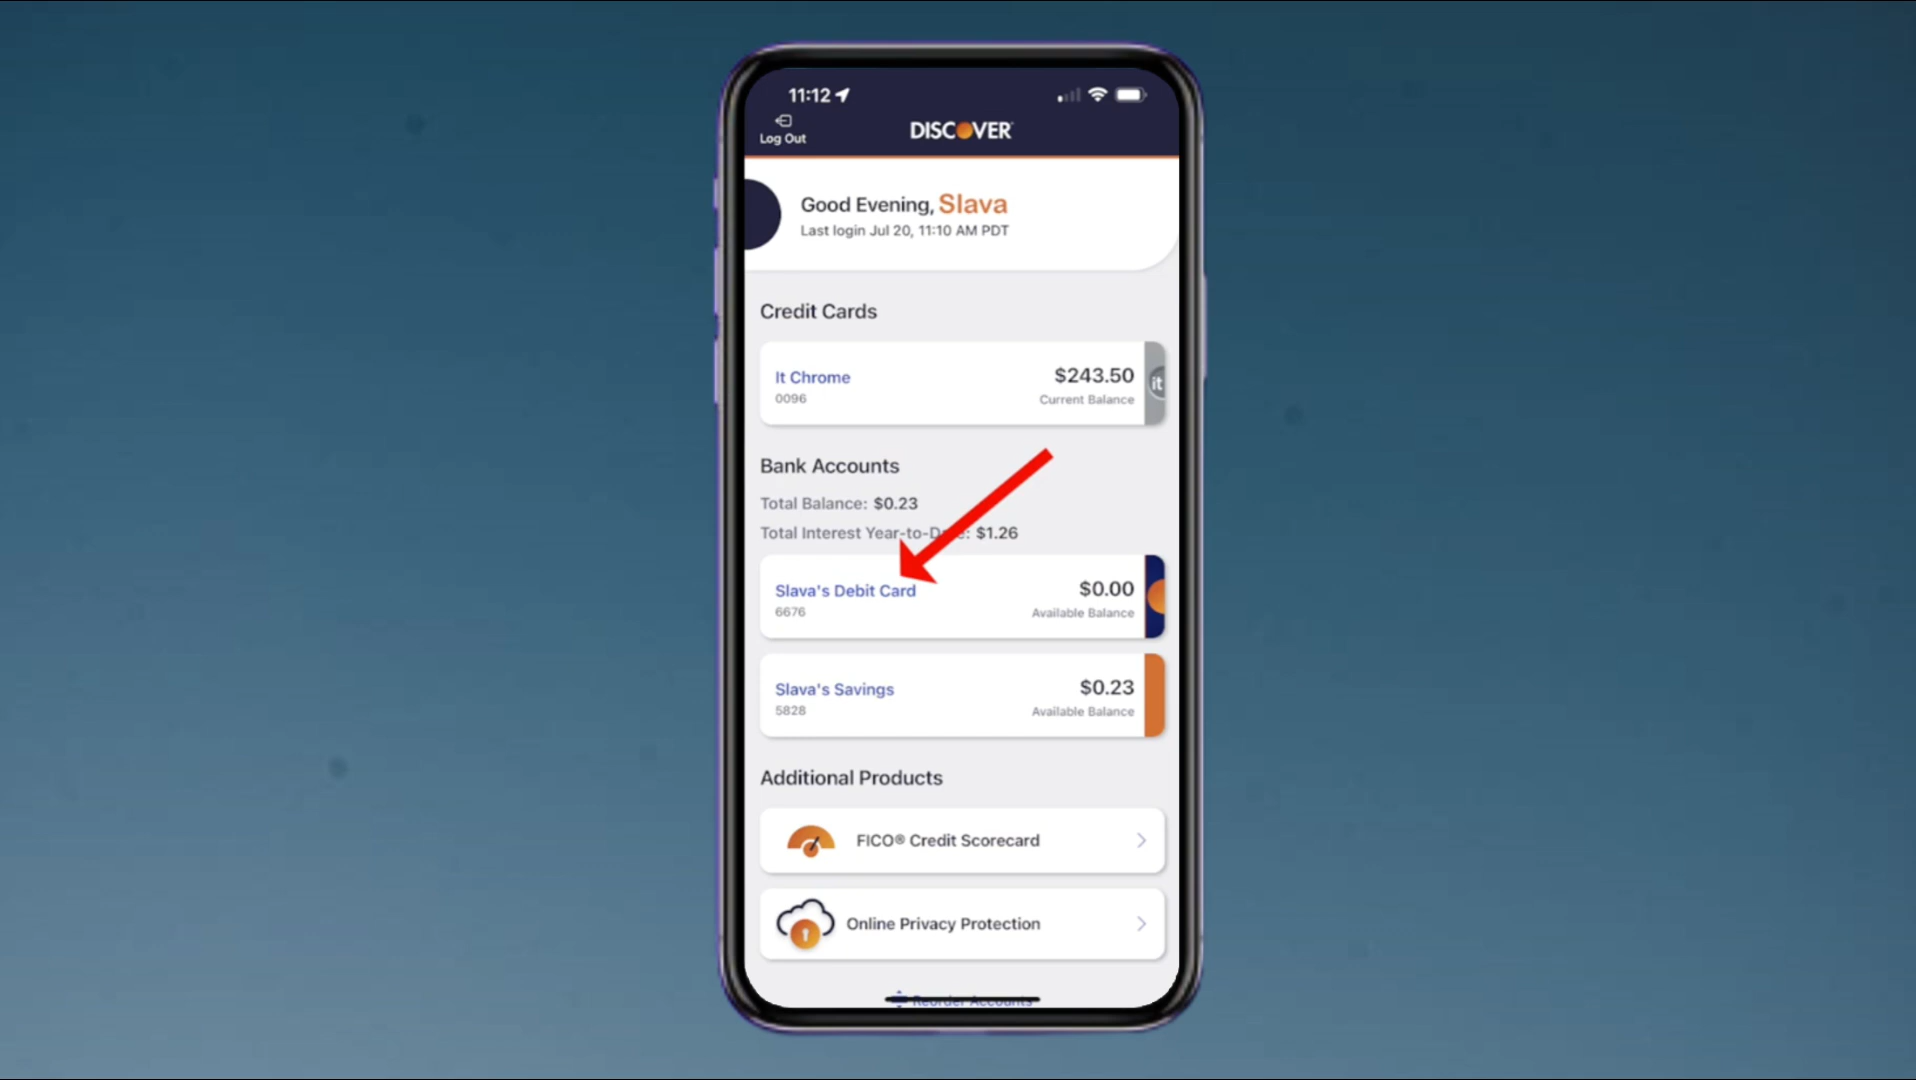 11:12
Log Out
DISCOVER
Good Evening, Slava
Last login Jul 20, 11:10 AM PDT
Credit Cards
It Chrome
$243.50
0096
Current Balance
it
Bank Accounts
Total Balance: $0.23
Total Interest Year-to-Date: $1.26
Slava's Debit Card
$0.00
6676
Available Balance
Slava's Savings
$0.23
5828
Available Balance
Additional Products
FICO® Credit Scorecard
Online Privacy Protection
Reorder Accounts